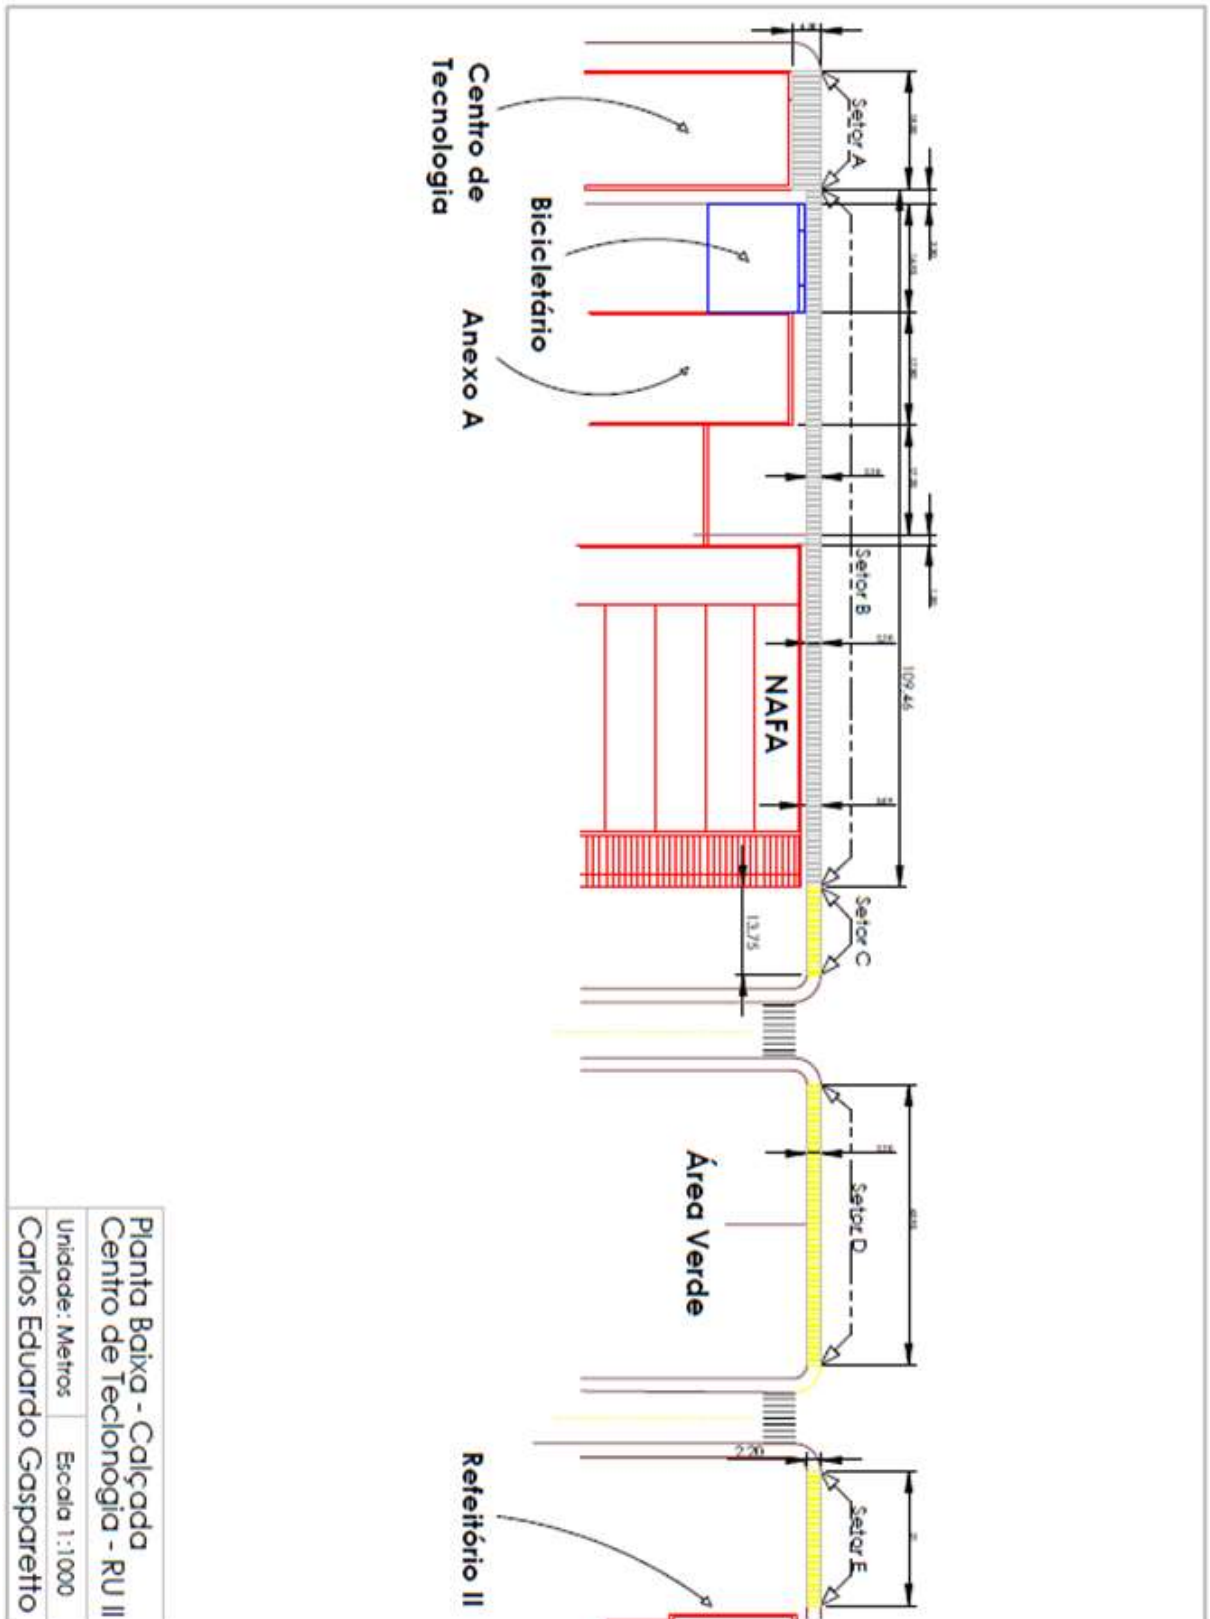 Setor A
Setor B
Setor C
Setor D
Setor E
109.46
13.75
2.20
Centro de
Tecnologia
Bicicletário
Anexo A
NAFA
Área Verde
Refeitório II
Planta Baixa - Calçada
Centro de Teclonogia - RU II
Unidade: Metros
Escala 1:1000
Carlos Eduardo Gasparetto